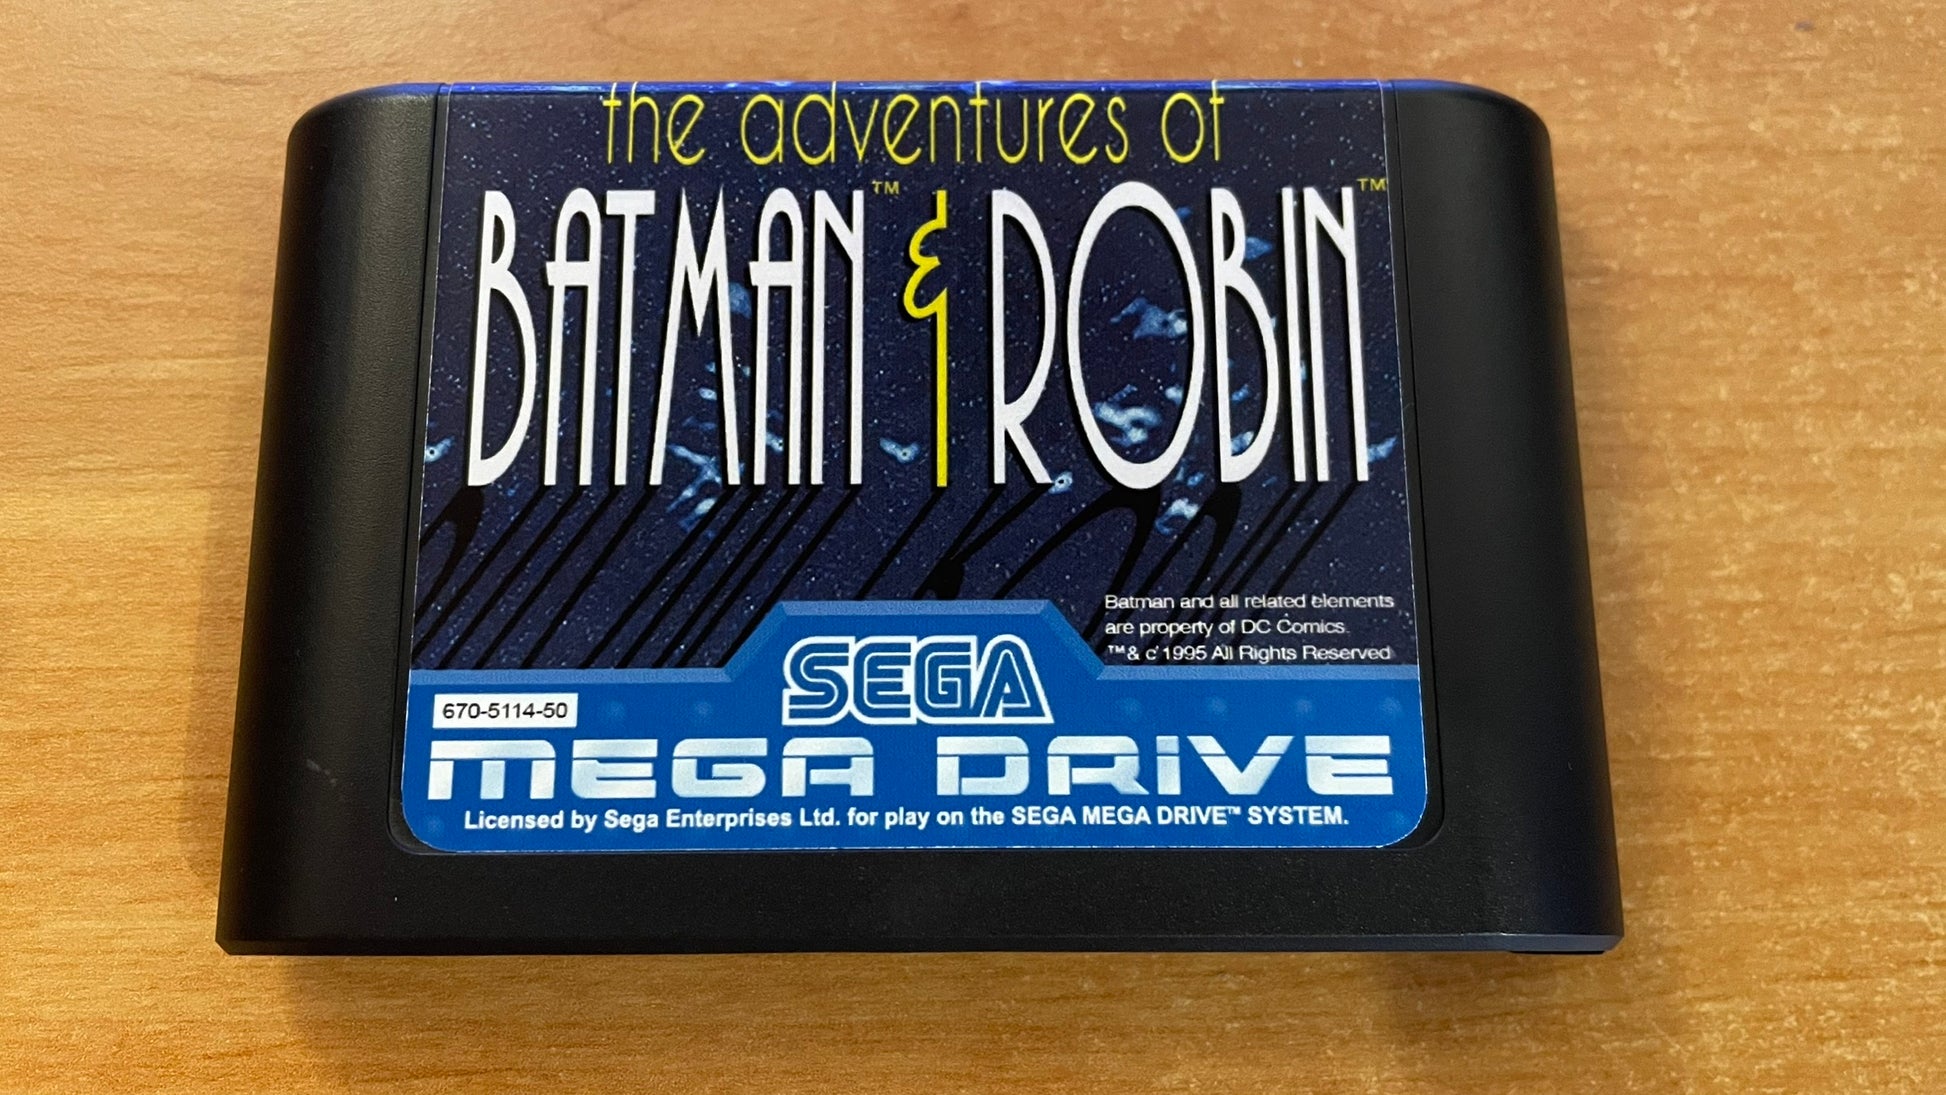 the adventures of
BATMAN™ & ROBIN™
Batman and all related elements
are property of DC Comics.
™ & c' 1995 All Rights Reserved
SEGA
670-5114-50
MEGA DRIVE
Licensed by Sega Enterprises Ltd. for play on the SEGA MEGA DRIVE™ SYSTEM.